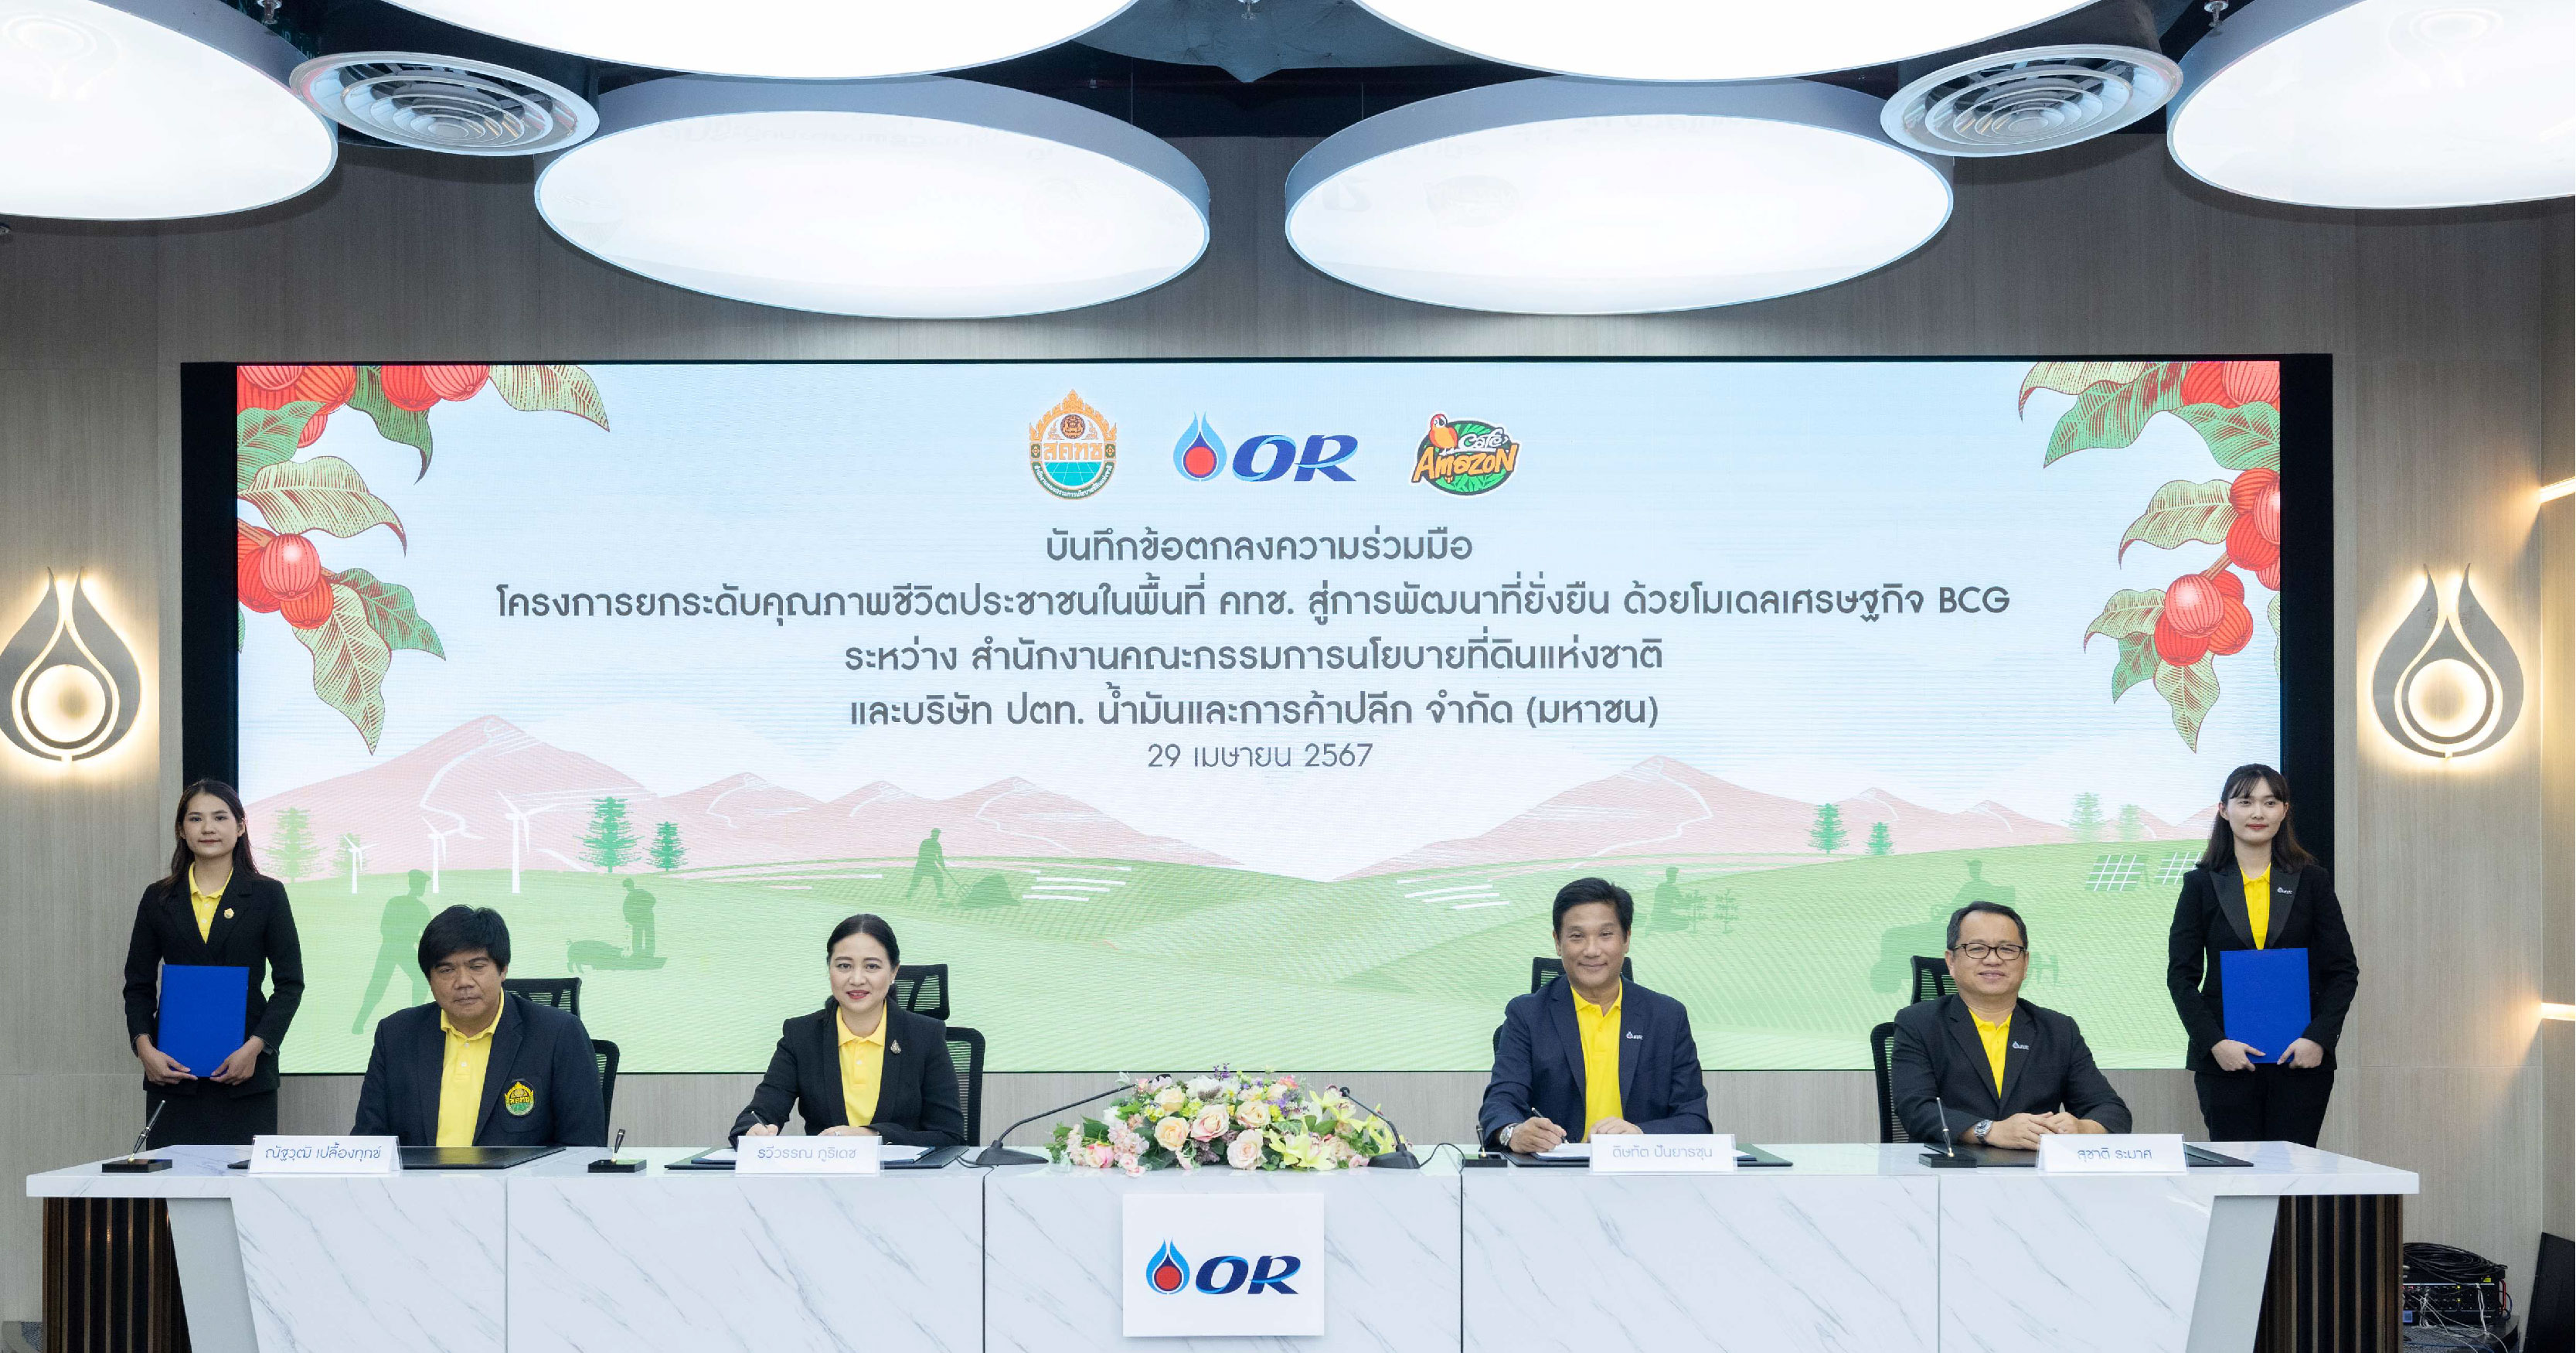 สคทช
OR
Café
Amazon
บันทึกข้อตกลงความร่วมมือ
โครงการยกระดับคุณภาพชีวิตประชาชนในพื้นที่ คทช. สู่การพัฒนาที่ยั่งยืน ด้วยโมเดลเศรษฐกิจ BCG
ระหว่าง สำนักงานคณะกรรมการนโยบายที่ดินแห่งชาติ
และบริษัท ปตท. น้ำมันและการค้าปลีก จำกัด (มหาชน)
29 เมษายน 2567
ณัฐวุฒิ เปลื้องทุกข์
รวีวรรณ ภูริเดช
ดิษทัต ปันยารชุน
สุชาติ ระมาศ
OR